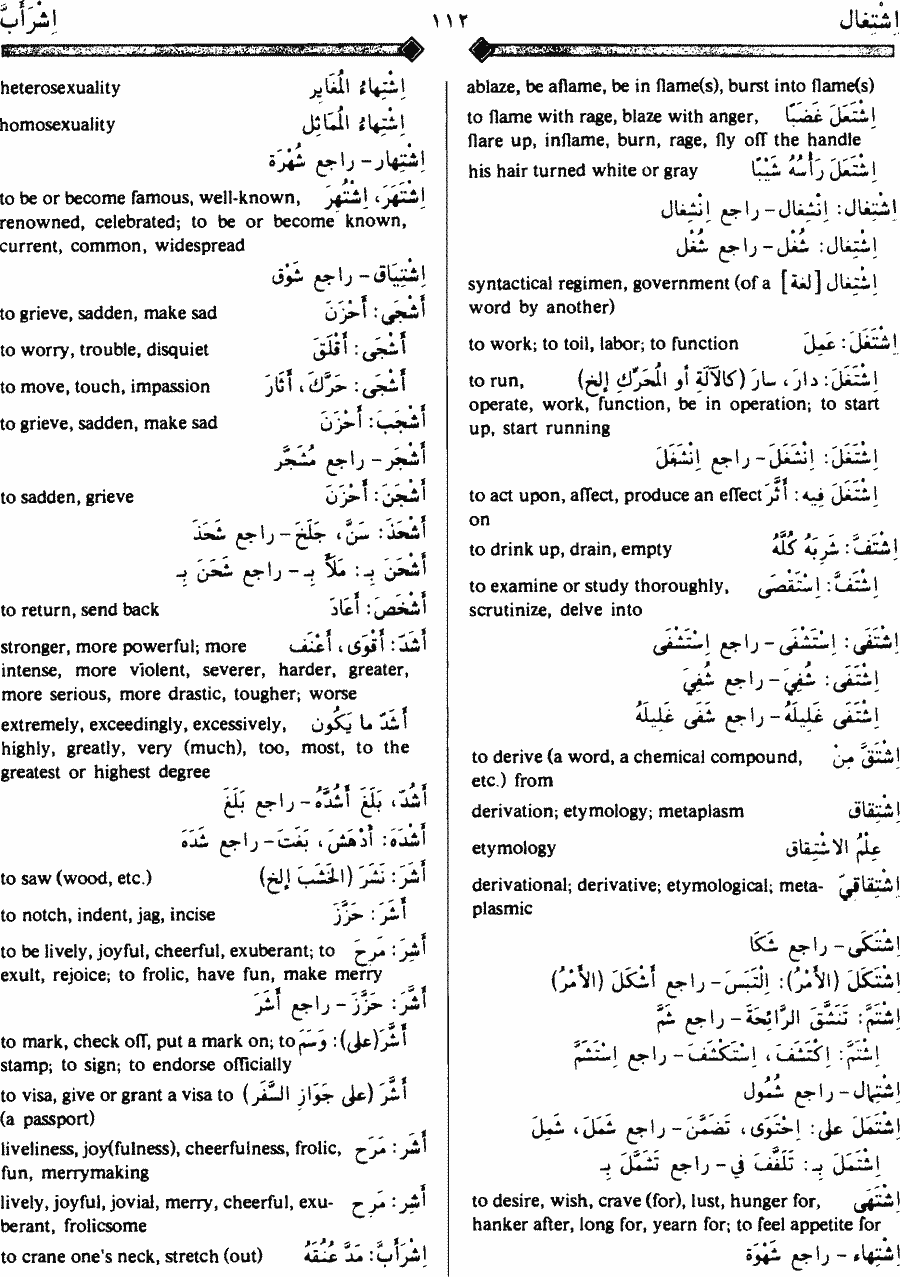 اِشْتِغال ١١٢ اِشْرَأَبَّ
ablaze, be aflame, be in flame(s), burst into flame(s)
اِشْتَعَلَ غَضَبًا to flame with rage, blaze with anger,
flare up, inflame, burn, rage, fly off the handle
اِشْتَعَلَ رَأْسُهُ شَيْبًا his hair turned white or gray
اِشْتِغال: اِنْشِغال - راجع اِنْشِغال
اِشْتِغال: شُغْل - راجع شُغْل
اِشْتِغال [لغة] syntactical regimen, government (of a
word by another)
اِشْتَغَلَ: عَمِلَ to work; to toil, labor; to function
اِشْتَغَلَ: دارَ، سارَ (كالآلَةِ أو المُحَرِّكِ إلخ) to run,
operate, work, function, be in operation; to start
up, start running
اِشْتَغَلَ: اِنْشَغَلَ - راجع اِنْشَغَلَ
اِشْتَغَلَ فيه: أَثَّرَ to act upon, affect, produce an effect
on
اِشْتَفَّ: شَرِبَهُ كُلَّهُ to drink up, drain, empty
اِشْتَفَّ: اِسْتَقْصَى to examine or study thoroughly,
scrutinize, delve into
اِشْتَفَى: اِسْتَشْفَى - راجع اِسْتَشْفَى
اِشْتَفَى: شُفِيَ - راجع شُفِيَ
اِشْتَفَى غَلِيلَهُ - راجع شَفَى غَلِيلَهُ
اِشْتَقَّ مِنْ to derive (a word, a chemical compound,
etc.) from
اِشْتِقاق derivation; etymology; metaplasm
عِلْمُ الاشْتِقاق etymology
اِشْتِقاقيّ derivational; derivative; etymological; meta-
plasmic
اِشْتَكَى - راجع شَكَا
اِشْتَكَلَ (الأَمْرُ): اِلْتَبَسَ - راجع أَشْكَلَ (الأَمْرُ)
اِشْتَمَّ: تَنَشَّقَ الرَّائِحَةَ - راجع شَمَّ
اِشْتَمَّ: اِكْتَشَفَ، اِسْتَكْشَفَ - راجع اِسْتَشَمَّ
اِشْتِمال - راجع شُمُول
اِشْتَمَلَ على: اِحْتَوَى، تَضَمَّنَ - راجع شَمَلَ، شَمِلَ
اِشْتَمَلَ بِـ: تَلَفَّفَ في - راجع تَشَمَّلَ بِـ
اِشْتَهَى to desire, wish, crave (for), lust, hunger for,
hanker after, long for, yearn for; to feel appetite for
اِشْتِهاء - راجع شَهْوَة
اِشْتِهاءُ المُغَاير heterosexuality
اِشْتِهاءُ المُمَاثِل homosexuality
اِشْتِهار - راجع شُهْرَة
اِشْتَهَرَ، اِشْتُهِرَ to be or become famous, well-known,
renowned, celebrated; to be or become known,
current, common, widespread
اِشْتِيَاق - راجع شَوْق
أَشْجَى: أَحْزَنَ to grieve, sadden, make sad
أَشْجَى: أَقْلَقَ to worry, trouble, disquiet
أَشْجَى: حَرَّكَ، أَثَارَ to move, touch, impassion
أَشْجَبَ: أَحْزَنَ to grieve, sadden, make sad
أَشْجَر - راجع مُشَجَّر
أَشْجَنَ: أَحْزَنَ to sadden, grieve
أَشْحَذَ: سَنَّ، جَلَخَ - راجع شَحَذَ
أَشْحَنَ بِـ: مَلَأَ بِـ - راجع شَحَنَ بِـ
أَشْخَصَ: أَعَادَ to return, send back
أَشَدّ: أَقْوَى، أَعْنَف stronger, more powerful; more
intense, more violent, severer, harder, greater,
more serious, more drastic, tougher; worse
أَشَدّ ما يَكُون extremely, exceedingly, excessively,
highly, greatly, very (much), too, most, to the
greatest or highest degree
أَشُدّ، بَلَغَ أَشُدَّهُ - راجع بَلَغَ
أَشْدَهَ: أَدْهَشَ، بَغَتَ - راجع شَدَهَ
أَشَرَ: نَشَرَ (الخَشَبَ إلخ) to saw (wood, etc.)
أَشَرَ: حَزَّزَ to notch, indent, jag, incise
أَشِرَ: مَرِحَ to be lively, joyful, cheerful, exuberant; to
exult, rejoice; to frolic, have fun, make merry
أَشَّرَ: حَزَّزَ - راجع أَشَرَ
أَشَّرَ (على): وَسَمَ to mark, check off, put a mark on; to
stamp; to sign; to endorse officially
أَشَّرَ (على جَوَازِ السَّفَر) to visa, give or grant a visa to
(a passport)
أَشَر: مَرَح liveliness, joy(fulness), cheerfulness, frolic,
fun, merrymaking
أَشِر: مَرِح lively, joyful, jovial, merry, cheerful, exu-
berant, frolicsome
اِشْرَأَبَّ: مَدَّ عُنُقَهُ to crane one's neck, stretch (out)